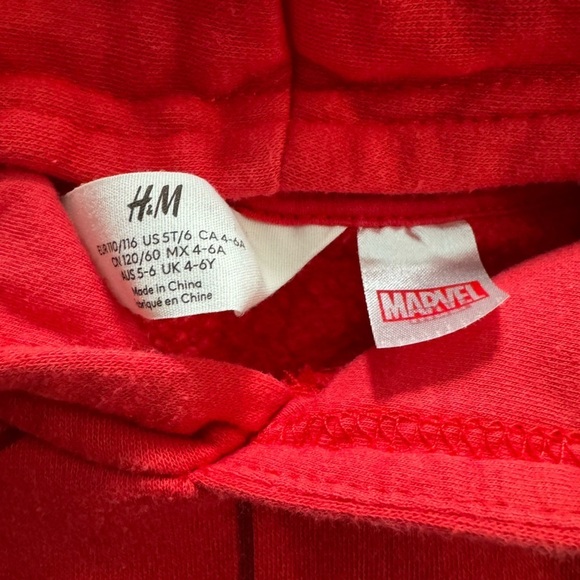 H&M
EUR 110/116 US 5T/6 CA 4-6A
CN 120/60 MX 4-6A
AUS 5-6 UK 4-6Y
Made in China
briqué en Chine
MARVEL